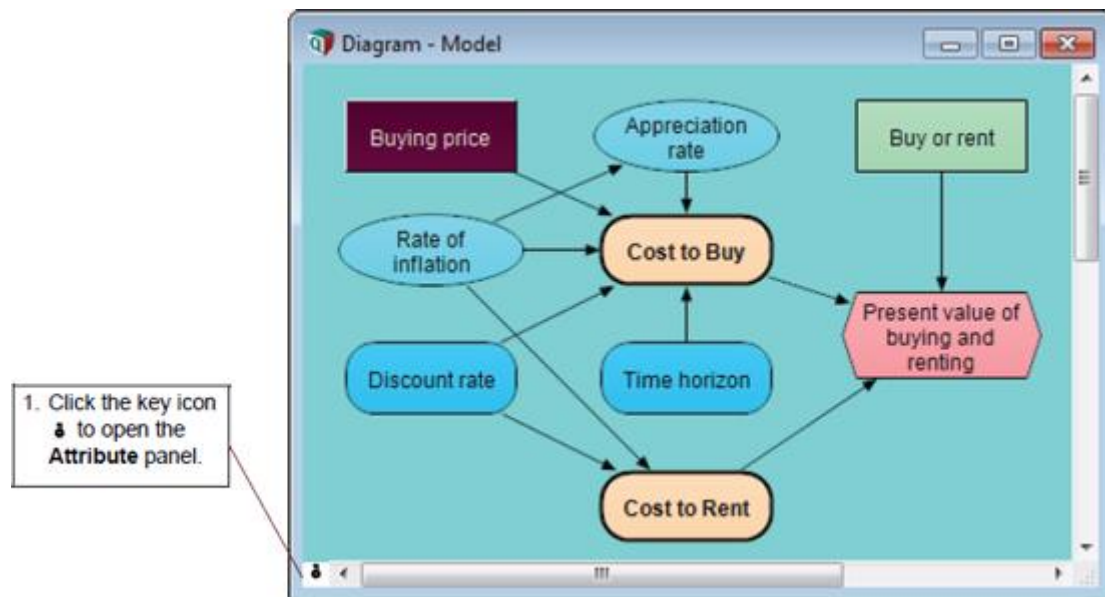 Diagram - Model
Buying price
Appreciation
rate
Buy or rent
Rate of
inflation
Cost to Buy
Present value of
buying and
renting
Discount rate
Time horizon
1. Click the key icon
to open the
Attribute panel.
Cost to Rent